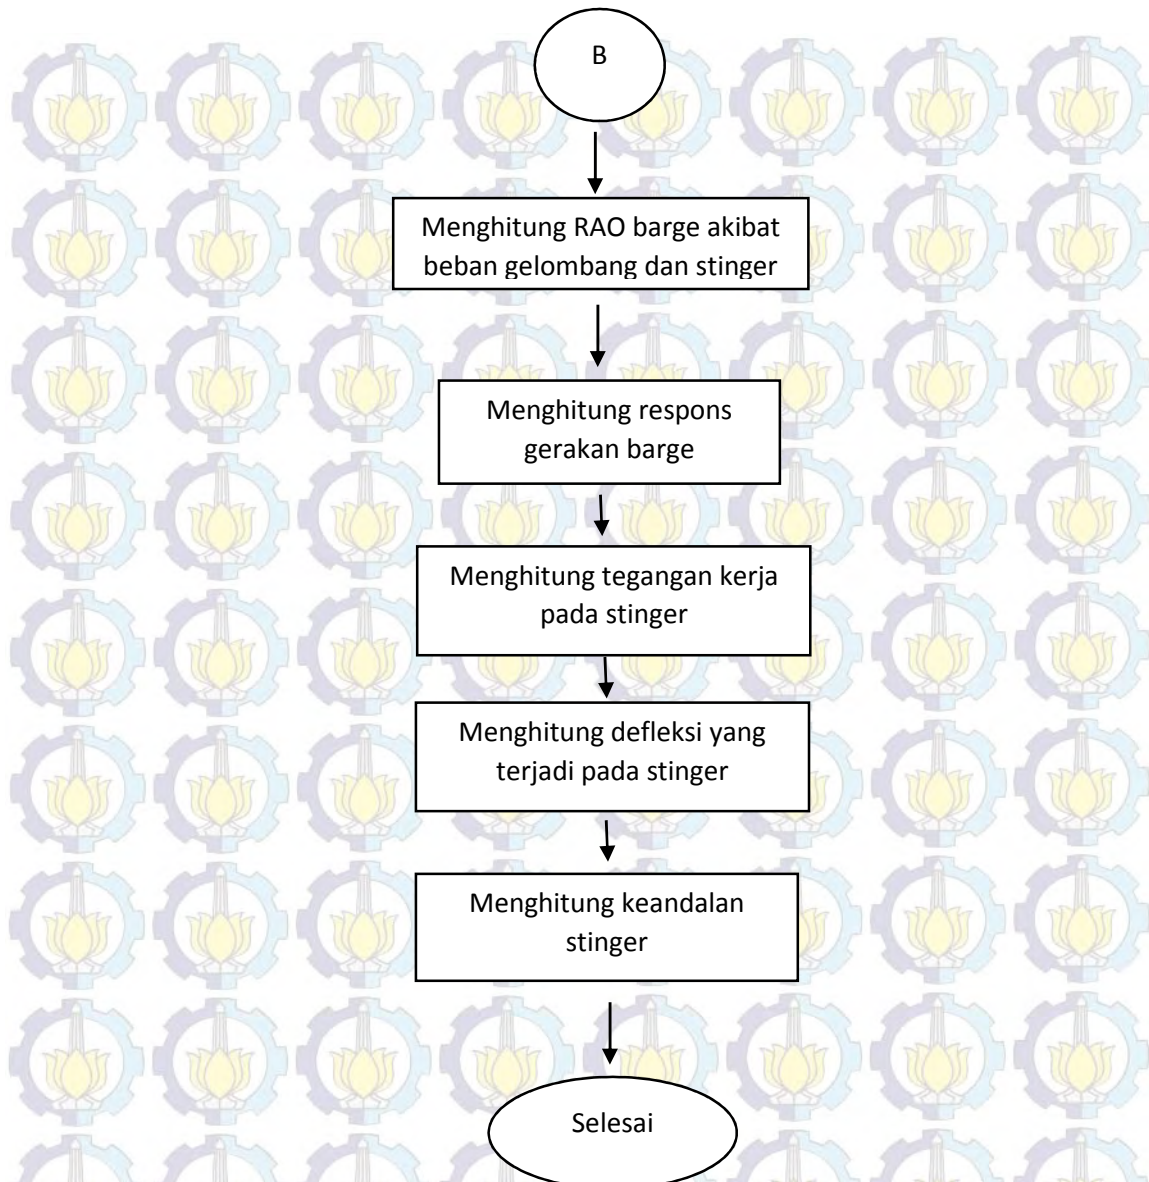 B
Menghitung RAO barge akibat
beban gelombang dan stinger
Menghitung respons
gerakan barge
Menghitung tegangan kerja
pada stinger
Menghitung defleksi yang
terjadi pada stinger
Menghitung keandalan
stinger
Selesai